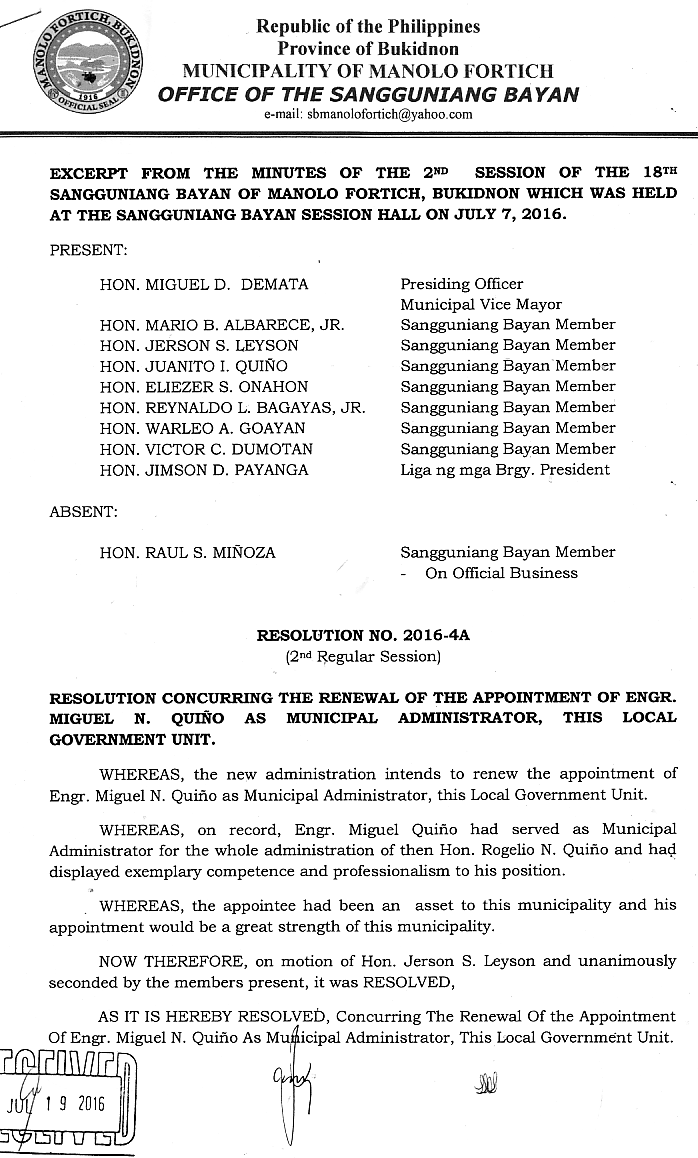 Republic of the Philippines
Province of Bukidnon
MUNICIPALITY OF MANOLO FORTICH
OFFICE OF THE SANGGUNIANG BAYAN
e-mail: sbmanolofortich@yahoo.com
MANOLO FORTICH, BUKIDNON
1916
OFFICIAL SEAL
EXCERPT FROM THE MINUTES OF THE 2ND SESSION OF THE 18TH
SANGGUNIANG BAYAN OF MANOLO FORTICH, BUKIDNON WHICH WAS HELD
AT THE SANGGUNIANG BAYAN SESSION HALL ON JULY 7, 2016.
PRESENT:
HON. MIGUEL D. DEMATA Presiding Officer
Municipal Vice Mayor
HON. MARIO B. ALBARECE, JR. Sangguniang Bayan Member
HON. JERSON S. LEYSON Sangguniang Bayan Member
HON. JUANITO I. QUIÑO Sangguniang Bayan Member
HON. ELIEZER S. ONAHON Sangguniang Bayan Member
HON. REYNALDO L. BAGAYAS, JR. Sangguniang Bayan Member
HON. WARLEO A. GOAYAN Sangguniang Bayan Member
HON. VICTOR C. DUMOTAN Sangguniang Bayan Member
HON. JIMSON D. PAYANGA Liga ng mga Brgy. President
ABSENT:
HON. RAUL S. MIÑOZA Sangguniang Bayan Member
- On Official Business
RESOLUTION NO. 2016-4A
(2nd Regular Session)
RESOLUTION CONCURRING THE RENEWAL OF THE APPOINTMENT OF ENGR.
MIGUEL N. QUIÑO AS MUNICIPAL ADMINISTRATOR, THIS LOCAL
GOVERNMENT UNIT.
WHEREAS, the new administration intends to renew the appointment of
Engr. Miguel N. Quiño as Municipal Administrator, this Local Government Unit.
WHEREAS, on record, Engr. Miguel Quiño had served as Municipal
Administrator for the whole administration of then Hon. Rogelio N. Quiño and had
displayed exemplary competence and professionalism to his position.
WHEREAS, the appointee had been an asset to this municipality and his
appointment would be a great strength of this municipality.
NOW THEREFORE, on motion of Hon. Jerson S. Leyson and unanimously
seconded by the members present, it was RESOLVED,
AS IT IS HEREBY RESOLVED, Concurring The Renewal Of the Appointment
Of Engr. Miguel N. Quiño As Municipal Administrator, This Local Government Unit.
JUL 19 2016